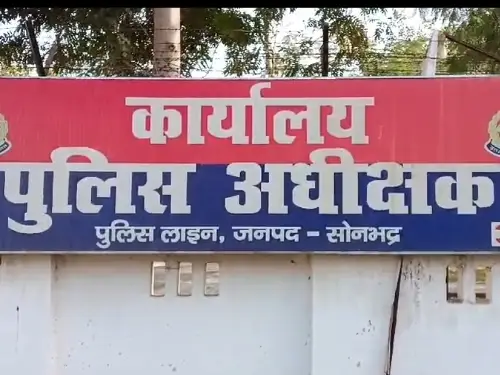 कार्यालय
पुलिस अधीक्षक
पुलिस लाइन, जनपद - सोनभद्र